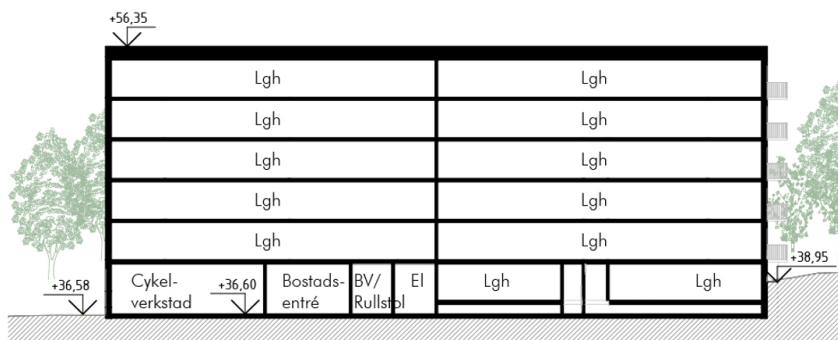 +56,35
Lgh Lgh
Lgh Lgh
Lgh Lgh
Lgh Lgh
Lgh Lgh
+38,95
Cykel-
verkstad
+36,58
+36,60
Bostads-
entré
BV/
Rullstol
El
Lgh
Lgh